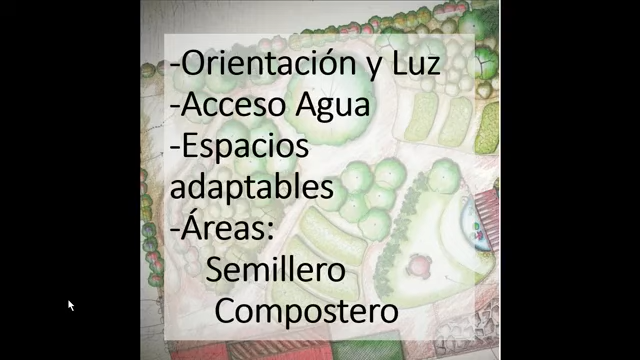 -Orientación y Luz
-Acceso Agua
-Espacios
adaptables
-Áreas:
Semillero
Compostero